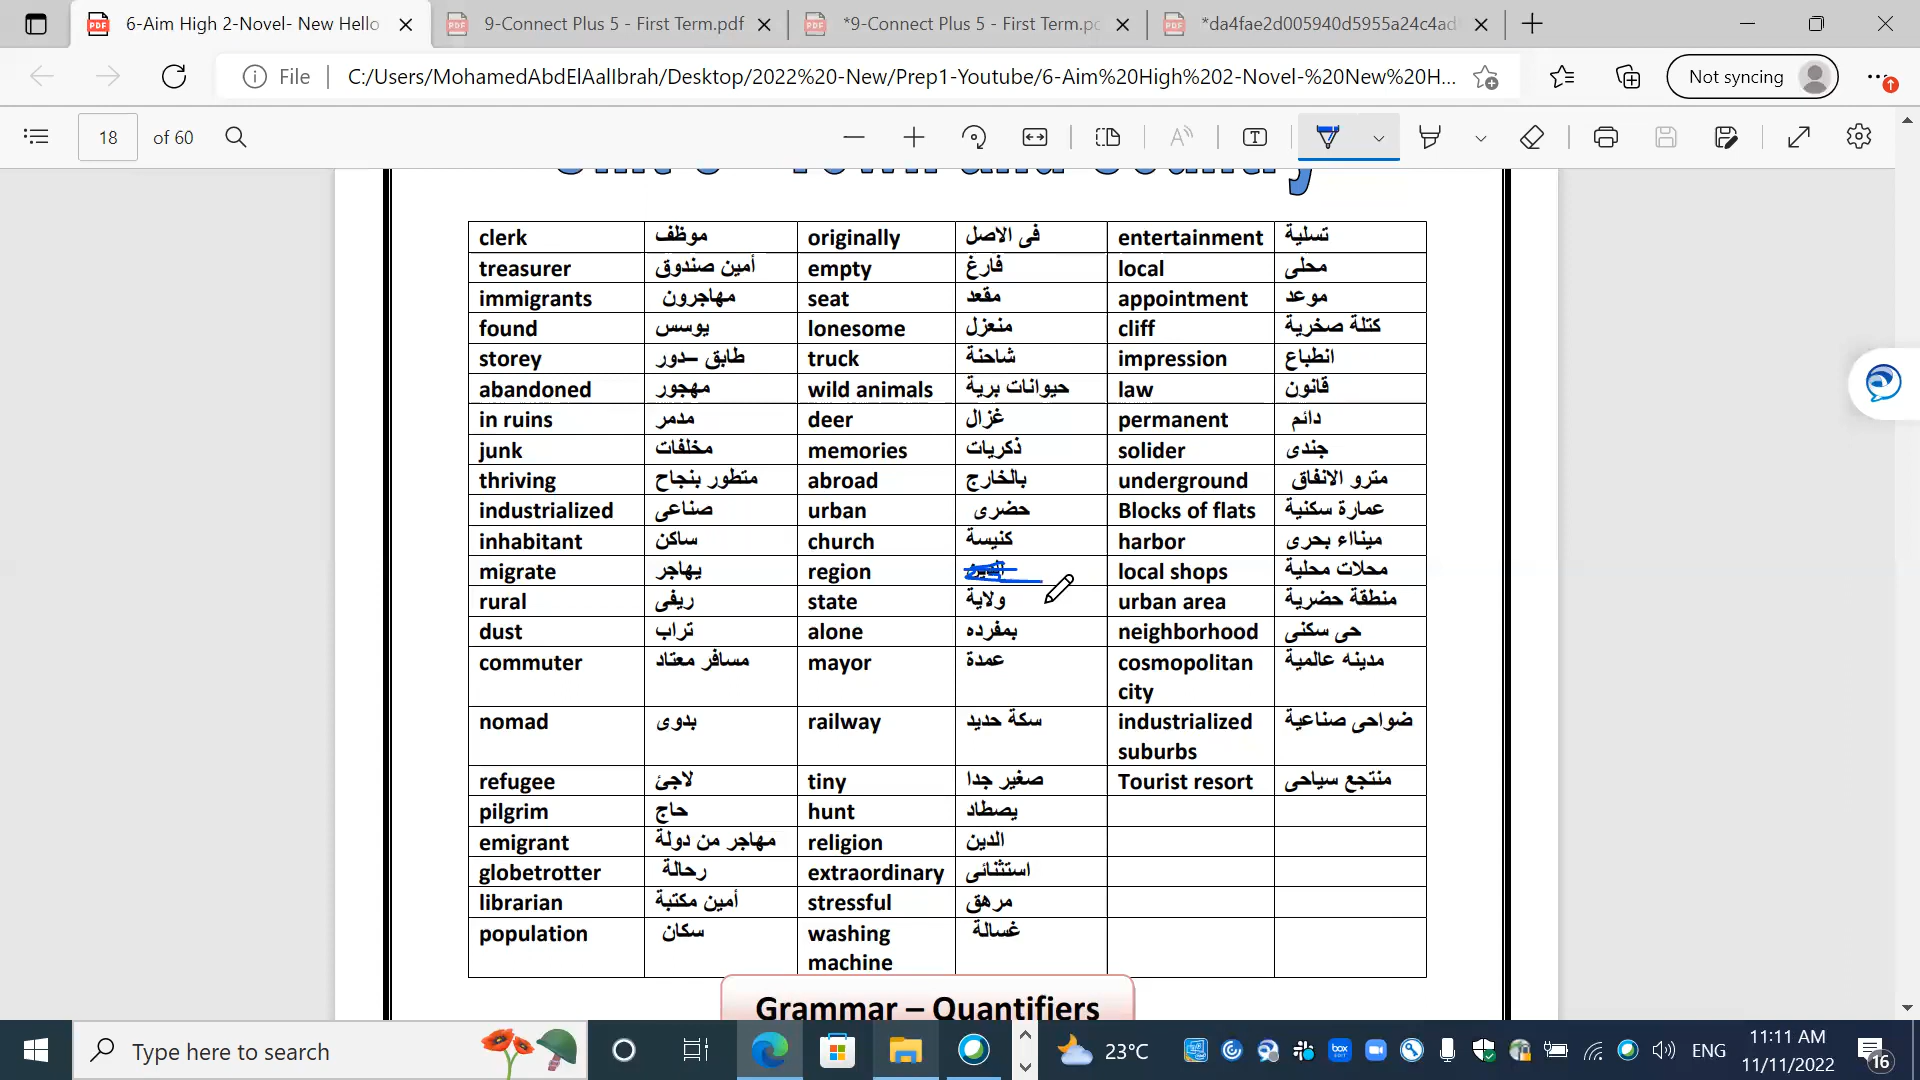 6-Aim High 2-Novel- New Hello
9-Connect Plus 5 - First Term.pdf
*9-Connect Plus 5 - First Term.pd
*da4fae2d005940d5955a24c4ad
File
C:/Users/MohamedAbdElAalIbrah/Desktop/2022%20-New/Prep1-Youtube/6-Aim%20High%202-Novel-%20New%20H...
Not syncing
18 of 60
clerk موظف originally فى الاصل entertainment تسلية
treasurer أمين صندوق empty فارغ local محلى
immigrants مهاجرون seat مقعد appointment موعد
found يوسس lonesome منعزل cliff كتلة صخرية
storey طابق –دور truck شاحنة impression انطباع
abandoned مهجور wild animals حيوانات برية law قانون
in ruins مدمر deer غزال permanent دائم
junk مخلفات memories ذكريات solider جندى
thriving متطور بنجاح abroad بالخارج underground مترو الانفاق
industrialized صناعى urban حضرى Blocks of flats عمارة سكنية
inhabitant ساكن church كنيسة harbor ميناء بحرى
migrate يهاجر region local shops محلات محلية
rural ريفى state ولاية urban area منطقة حضرية
dust تراب alone بمفرده neighborhood حى سكنى
commuter مسافر معتاد mayor عمدة cosmopolitan city مدينه عالمية
nomad بدوى railway سكة حديد industrialized suburbs ضواحى صناعية
refugee لاجئ tiny صغير جدا Tourist resort منتجع سياحى
pilgrim حاج hunt يصطاد
emigrant مهاجر من دولة religion الدين
globetrotter رحالة extraordinary استثنائى
librarian أمين مكتبة stressful مرهق
population سكان washing machine غسالة
Grammar – Quantifiers
Type here to search
23°C
ENG
11:11 AM
11/11/2022
16